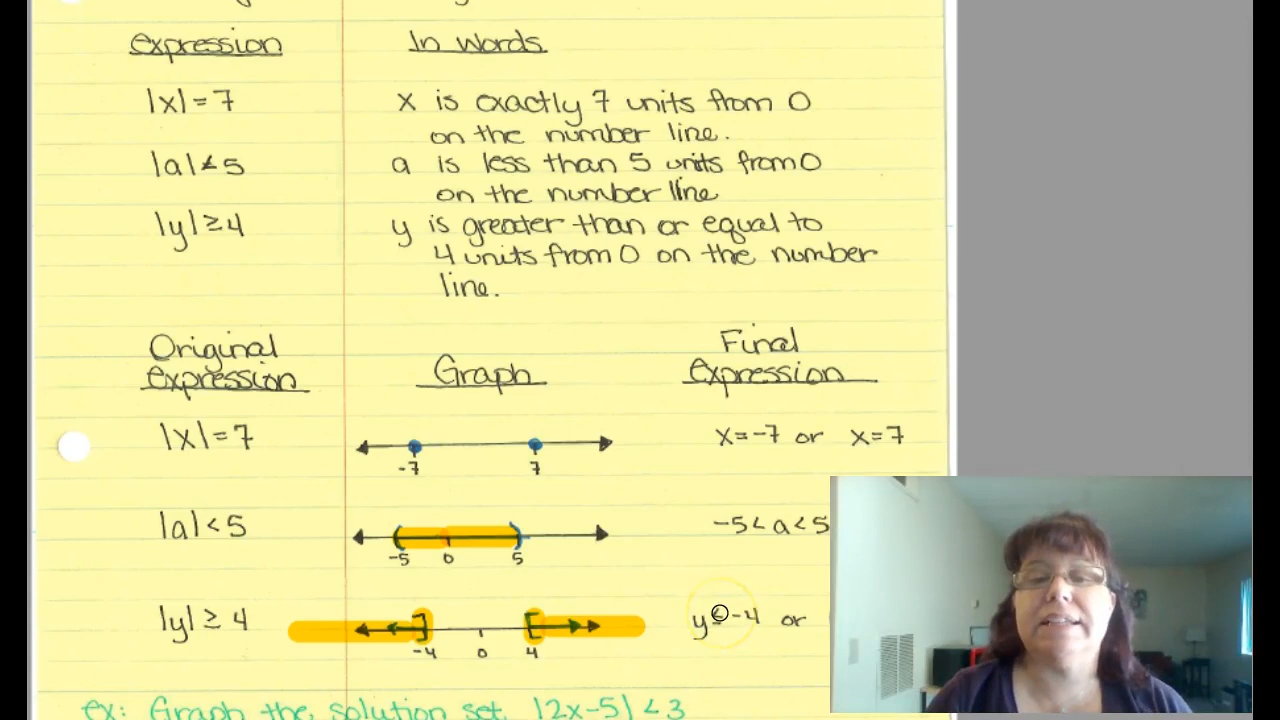 expression In Words
|x| = 7 x is exactly 7 units from 0
on the number line.
|a| < 5 a is less than 5 units from 0
on the number line
|y| ≥ 4 y is greater than or equal to
4 units from 0 on the number
line.
Original Final
expression Graph expression
|x| = 7 x = -7 or x = 7
-7 7
|a| < 5 -5 < a < 5
-5 0 5
|y| ≥ 4 y ≤ -4 or
-4 0 4
ex: Graph the solution set |2x-5| < 3